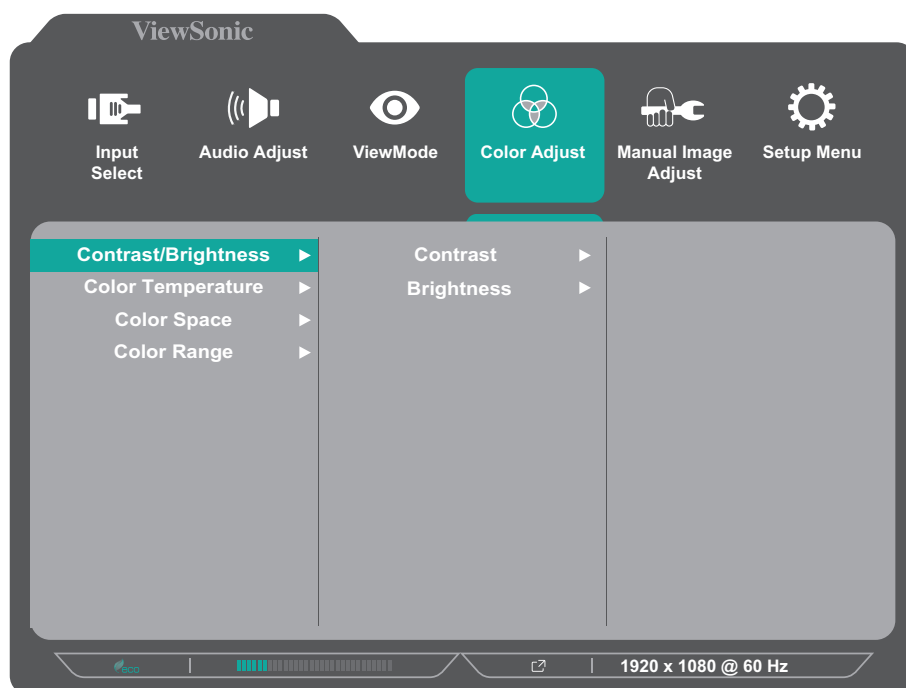 ViewSonic
Input Select
Audio Adjust
ViewMode
Color Adjust
Manual Image Adjust
Setup Menu
Contrast/Brightness
Color Temperature
Color Space
Color Range
Contrast
Brightness
eco
1920 x 1080 @ 60 Hz